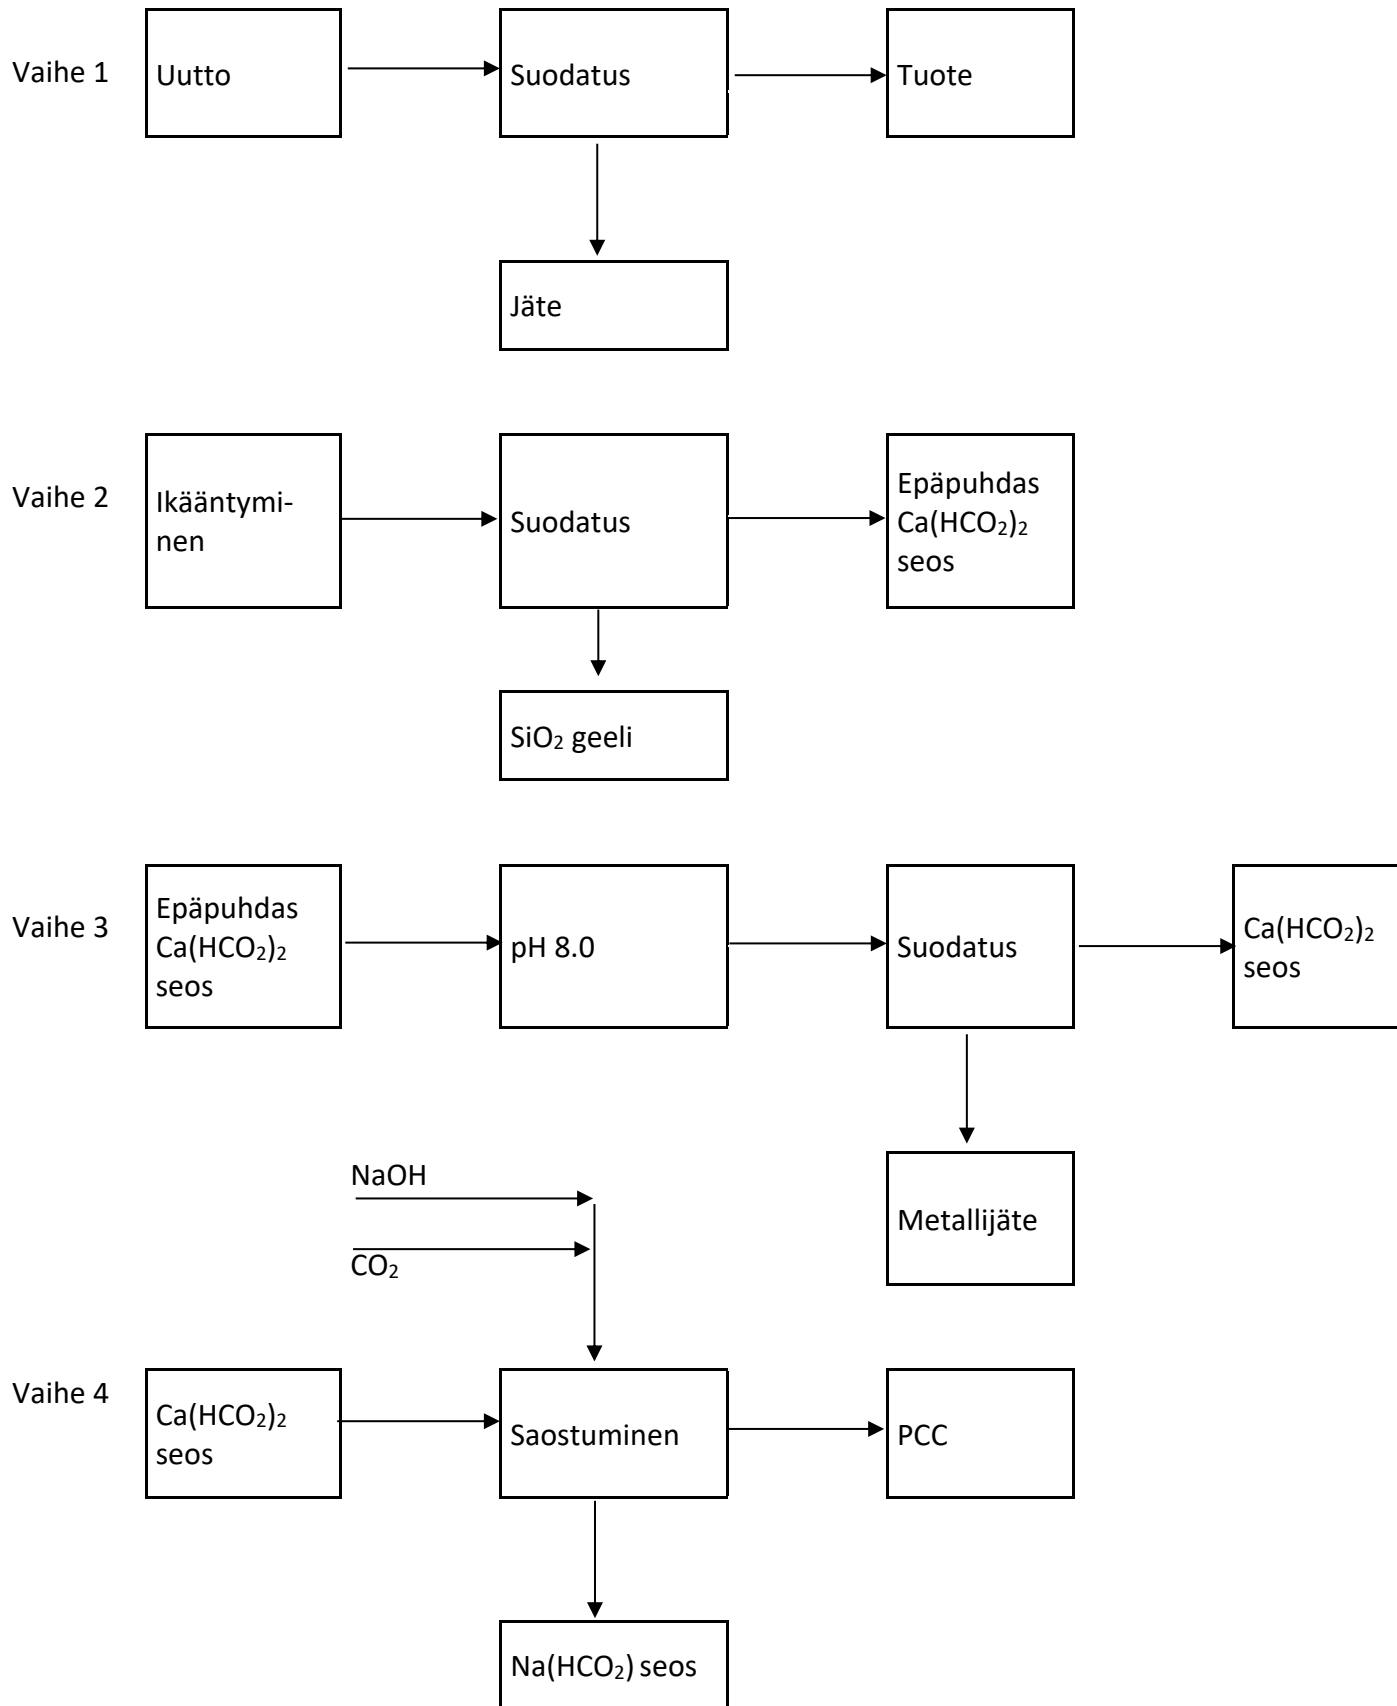 Vaihe 1
Uutto
Suodatus
Tuote
Jäte
Vaihe 2
Ikääntymi-
nen
Suodatus
Epäpuhdas
Ca(HCO₂)₂
seos
SiO₂ geeli
Vaihe 3
Epäpuhdas
Ca(HCO₂)₂
seos
pH 8.0
Suodatus
Ca(HCO₂)₂
seos
Metallijäte
NaOH
CO₂
Vaihe 4
Ca(HCO₂)₂
seos
Saostuminen
PCC
Na(HCO₂) seos